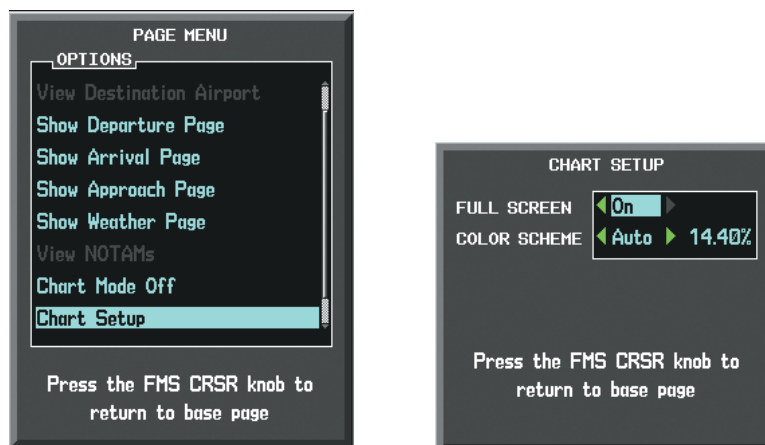 PAGE MENU
OPTIONS
View Destination Airport
Show Departure Page
Show Arrival Page
Show Approach Page
Show Weather Page
View NOTAMs
Chart Mode Off
Chart Setup
Press the FMS CRSR knob to
return to base page
CHART SETUP
FULL SCREEN On
COLOR SCHEME Auto 14.40%
Press the FMS CRSR knob to
return to base page